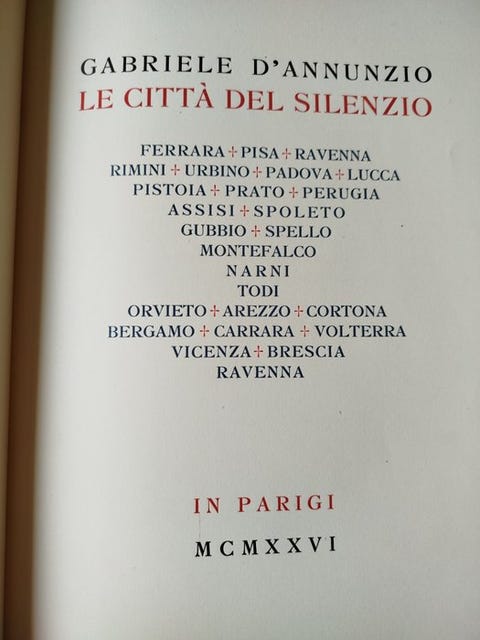 GABRIELE D'ANNUNZIO
LE CITTÀ DEL SILENZIO
FERRARA + PISA + RAVENNA
RIMINI + URBINO + PADOVA + LUCCA
PISTOIA + PRATO + PERUGIA
ASSISI + SPOLETO
GUBBIO + SPELLO
MONTEFALCO
NARNI
TODI
ORVIETO + AREZZO + CORTONA
BERGAMO + CARRARA + VOLTERRA
VICENZA + BRESCIA
RAVENNA
IN PARIGI
MCMXXVI